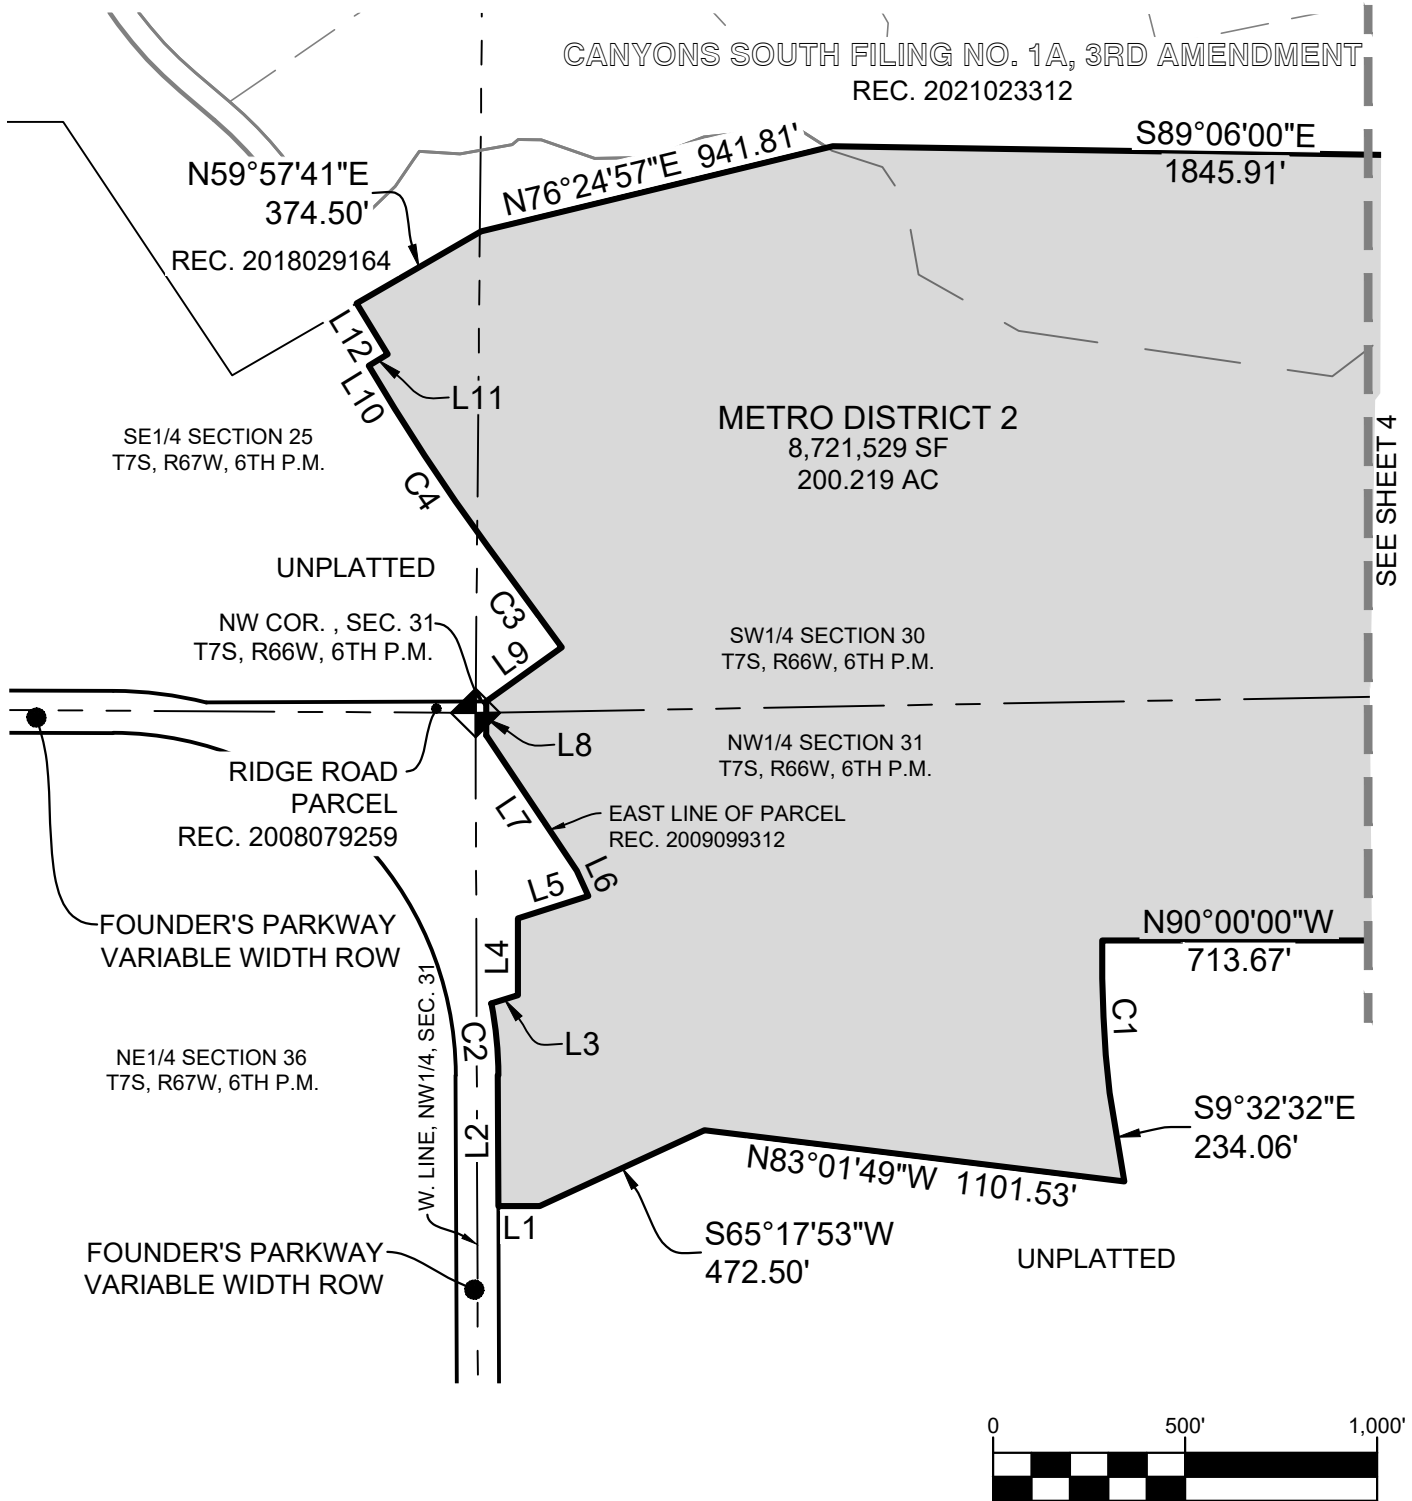 CANYONS SOUTH FILING NO. 1A, 3RD AMENDMENT
REC. 2021023312
S89°06'00"E
1845.91'
N76°24'57"E 941.81'
N59°57'41"E
374.50'
REC. 2018029164
L12
L11
L10
METRO DISTRICT 2
8,721,529 SF
200.219 AC
SEE SHEET 4
SE1/4 SECTION 25
T7S, R67W, 6TH P.M.
C4
UNPLATTED
C3
NW COR. , SEC. 31
T7S, R66W, 6TH P.M.
L9
SW1/4 SECTION 30
T7S, R66W, 6TH P.M.
L8
NW1/4 SECTION 31
T7S, R66W, 6TH P.M.
RIDGE ROAD
PARCEL
REC. 2008079259
L7
EAST LINE OF PARCEL
REC. 2009099312
L6
L5
FOUNDER'S PARKWAY
VARIABLE WIDTH ROW
L4
N90°00'00"W
713.67'
W. LINE, NW1/4, SEC. 31
C2
L3
C1
NE1/4 SECTION 36
T7S, R67W, 6TH P.M.
L2
S9°32'32"E
234.06'
N83°01'49"W 1101.53'
L1
S65°17'53"W
472.50'
UNPLATTED
FOUNDER'S PARKWAY
VARIABLE WIDTH ROW
0 500' 1,000'